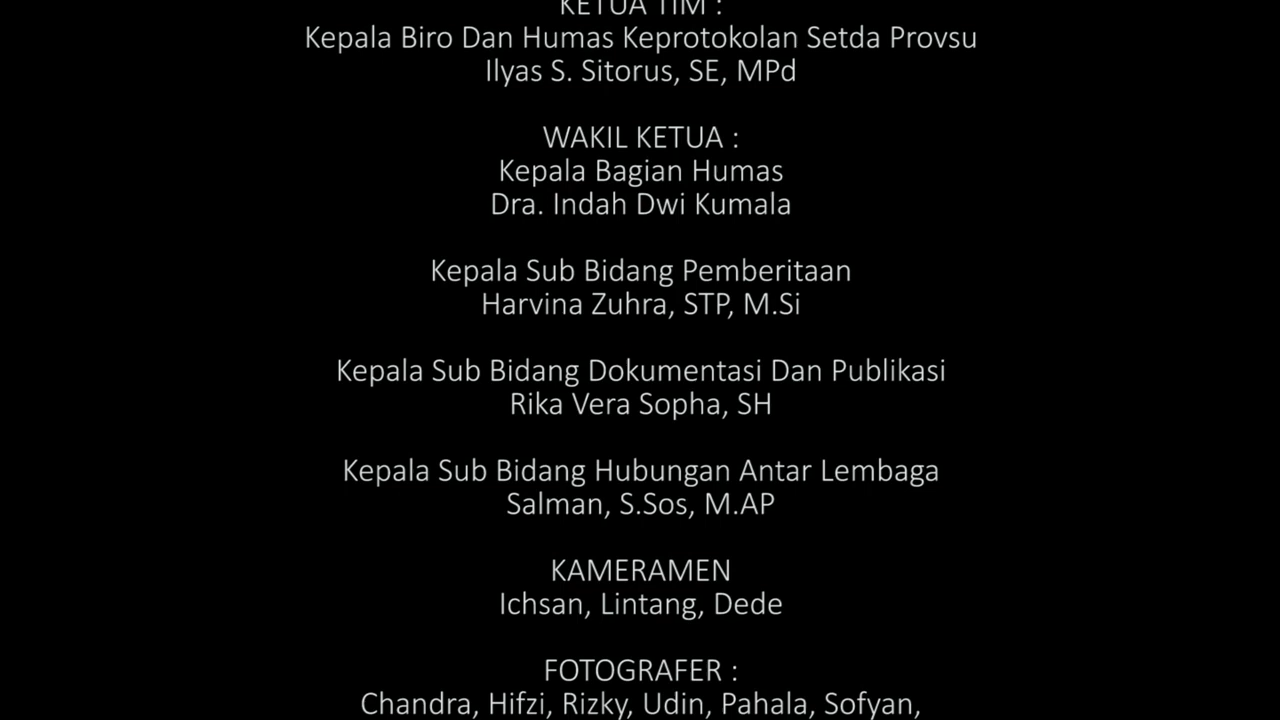 KETUA TIM :
Kepala Biro Dan Humas Keprotokolan Setda Provsu
Ilyas S. Sitorus, SE, MPd
WAKIL KETUA :
Kepala Bagian Humas
Dra. Indah Dwi Kumala
Kepala Sub Bidang Pemberitaan
Harvina Zuhra, STP, M.Si
Kepala Sub Bidang Dokumentasi Dan Publikasi
Rika Vera Sopha, SH
Kepala Sub Bidang Hubungan Antar Lembaga
Salman, S.Sos, M.AP
KAMERAMEN
Ichsan, Lintang, Dede
FOTOGRAFER :
Chandra, Hifzi, Rizky, Udin, Pahala, Sofyan,